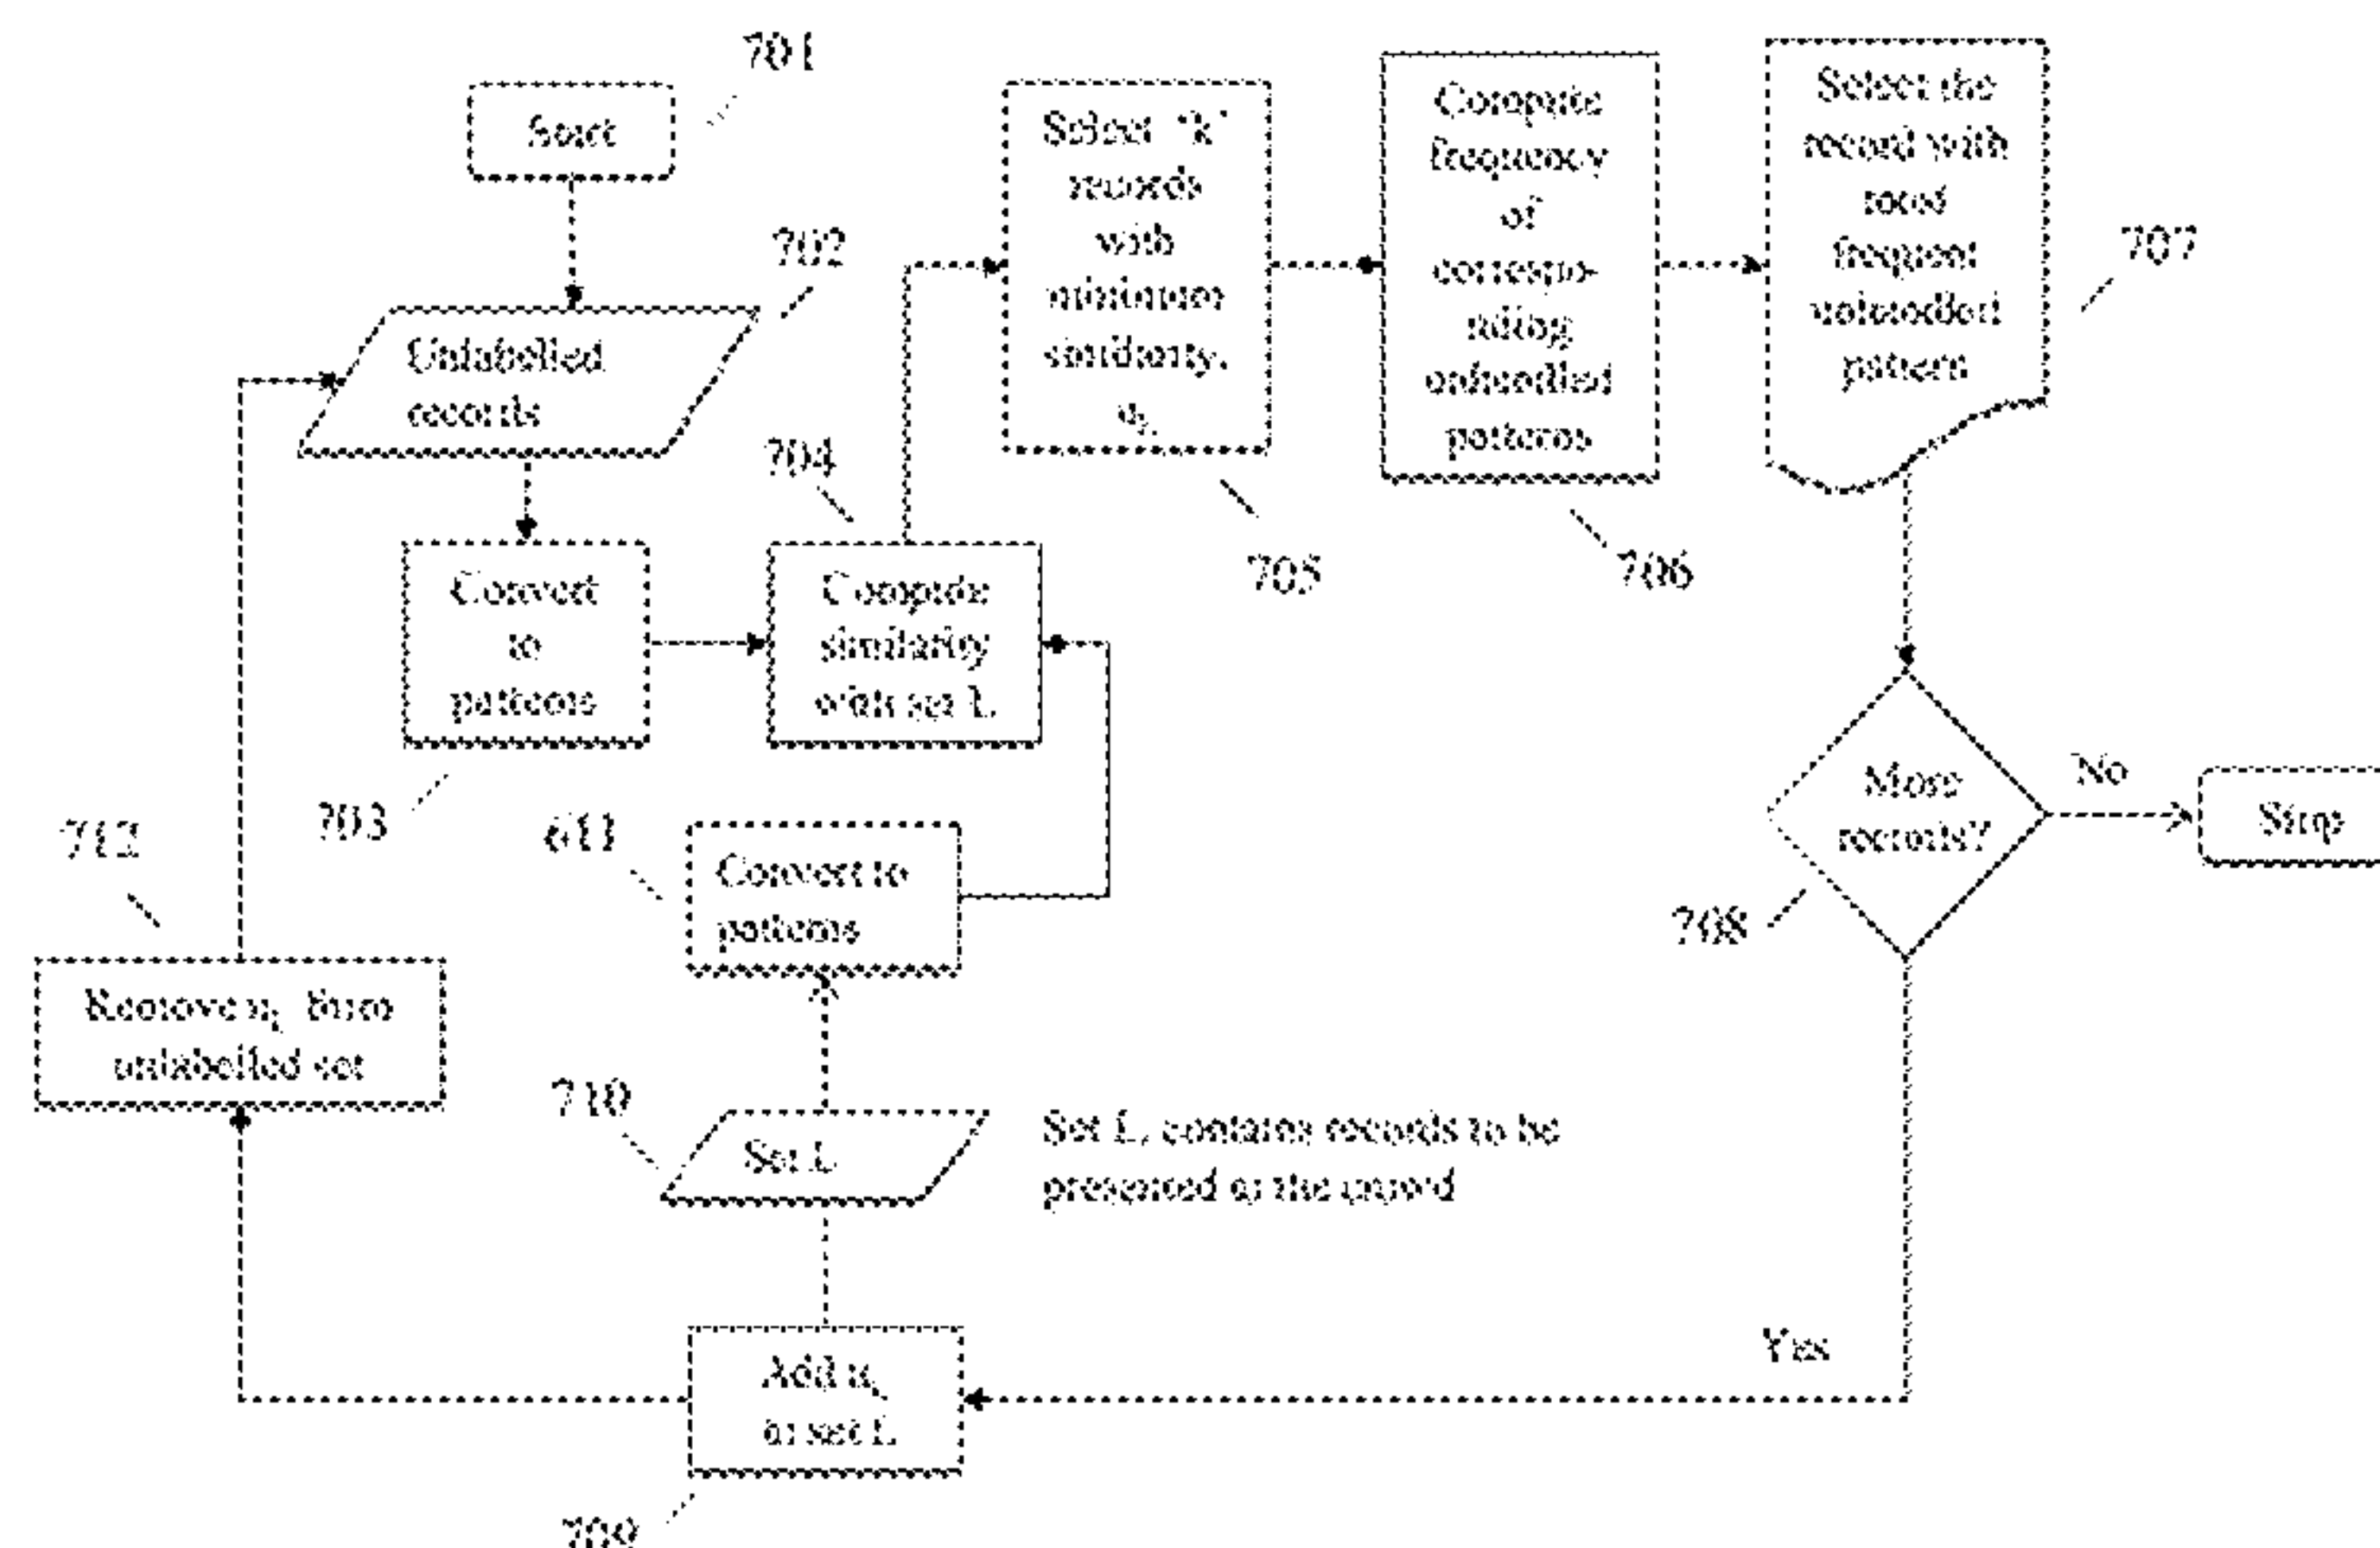 701
Start
702
Unlabelled
records
703
Convert
to
patterns
704
Compute
similarity
with set L
Select 'k'
records
with
minimum
similarity,
705
Compute
frequency
of
correspo-
nding
unhandled
patterns
706
Select the
record with
most
frequent
unhandled
pattern
707
More
records?
708
No
Stop
Yes
611
Convert to
patterns
712
Remove from
unlabelled set
710
Set L
Set L, contains records to be
presented to the crowd
Add
to set L
709